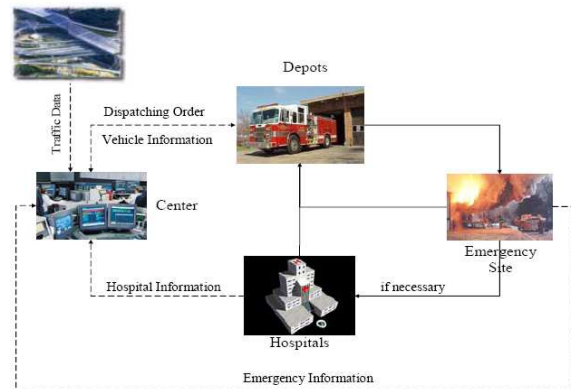 Depots
Dispatching Order
Traffic Data
Vehicle Information
Center
Emergency
Site
Hospital Information
if necessary
Hospitals
Emergency Information